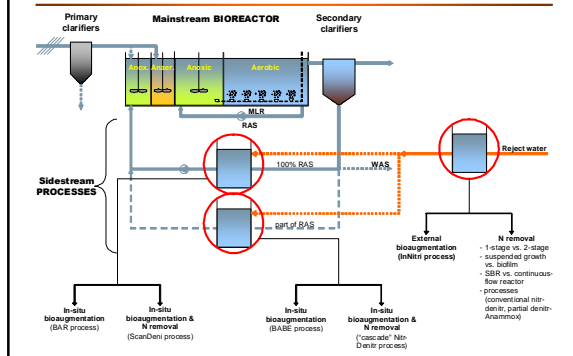 Primary
clarifiers
Mainstream BIOREACTOR
Secondary
clarifiers
Anox.
Anaer.
Anoxic
Aerobic
MLR
RAS
Sidestream
PROCESSES
100% RAS
WAS
Reject water
part of RAS
External
bioaugmentation
(InNitri process)
N removal
- 1-stage vs. 2-stage
- suspended growth
vs. biofilm
- SBR vs. continuous-
flow reactor
- processes
(conventional nitr-
denitr, partial denitr-
Anammox)
In-situ
bioaugmentation
(BAR process)
In-situ
bioaugmentation &
N removal
(ScanDeni process)
In-situ
bioaugmentation
(BABE process)
In-situ
bioaugmentation &
N removal
("cascade" Nitr-
Denitr process)